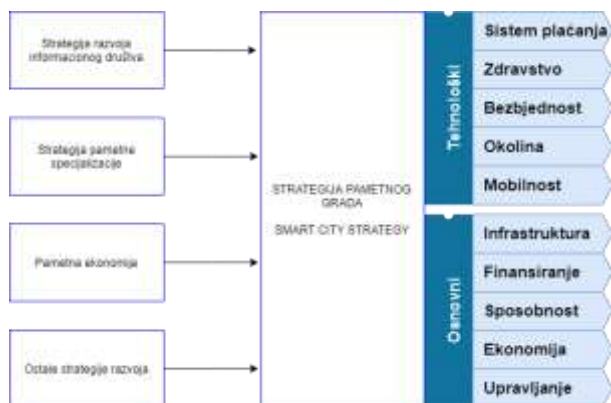 Strategija razvoja
informacionog društva
Strategija pametne
specijalizacije
Pametna ekonomija
Ostale strategije razvoja
STRATEGIJA PAMETNOG
GRADA
SMART CITY STRATEGY
Tehnološki
Sistem plaćanja
Zdravstvo
Bezbjednost
Okolina
Mobilnost
Osnovni
Infrastruktura
Finansiranje
Sposobnost
Ekonomija
Upravljanje